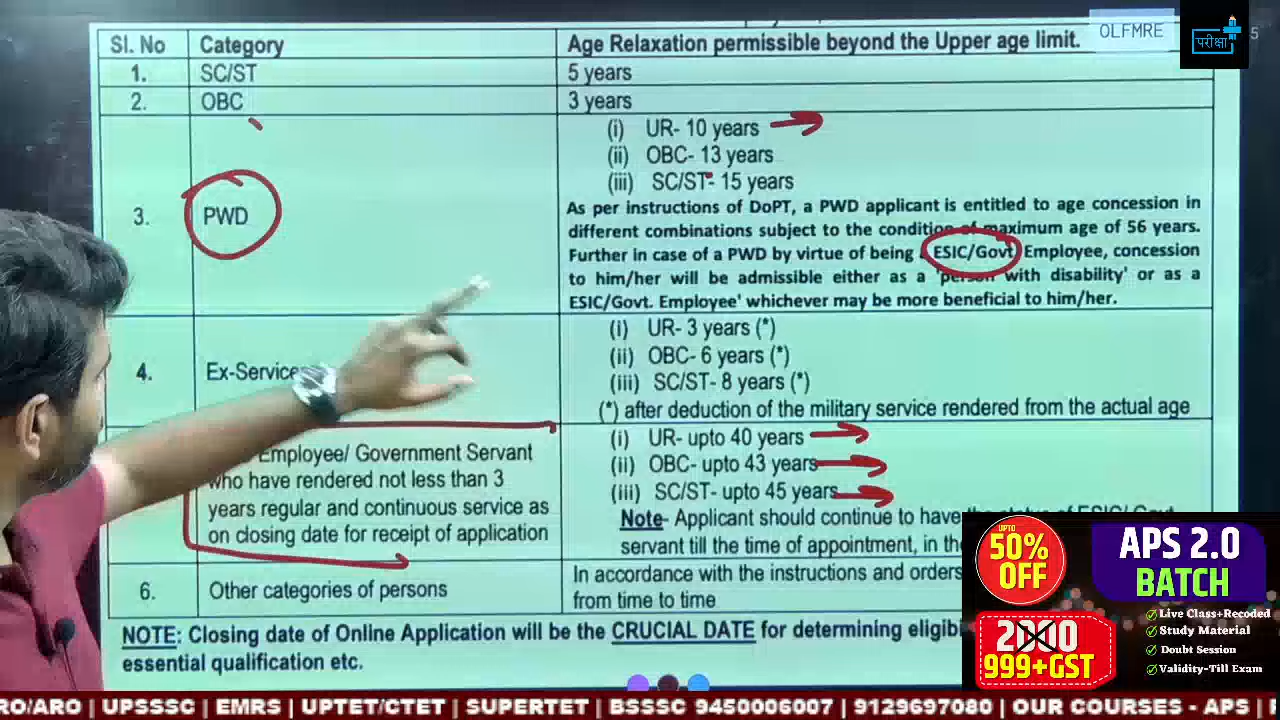 OLFMRE
परीक्षा
5
Sl. No Category Age Relaxation permissible beyond the Upper age limit.
1. SC/ST 5 years
2. OBC 3 years
3. PWD
(i) UR- 10 years
(ii) OBC- 13 years
(iii) SC/ST- 15 years
As per instructions of DoPT, a PWD applicant is entitled to age concession in
different combinations subject to the condition of maximum age of 56 years.
Further in case of a PWD by virtue of being ESIC/Govt Employee, concession
to him/her will be admissible either as a 'person with disability' or as a
ESIC/Govt. Employee' whichever may be more beneficial to him/her.
4. Ex-Service
(i) UR- 3 years (*)
(ii) OBC- 6 years (*)
(iii) SC/ST- 8 years (*)
(*) after deduction of the military service rendered from the actual age
Employee/ Government Servant
who have rendered not less than 3
years regular and continuous service as
on closing date for receipt of application
(i) UR- upto 40 years
(ii) OBC- upto 43 years
(iii) SC/ST- upto 45 years
Note- Applicant should continue to have the status of ESIC/ Govt
servant till the time of appointment, in the
6. Other categories of persons
In accordance with the instructions and orders
from time to time
NOTE: Closing date of Online Application will be the CRUCIAL DATE for determining eligibi
essential qualification etc.
UPTO
50%
OFF
APS 2.0
BATCH
2000
999+GST
Live Class+Recoded
Study Material
Doubt Session
Validity-Till Exam
RO/ARO | UPSSSC | EMRS | UPTET/CTET | SUPERTET | BSSSC 9450006007 | 9129697080 | OUR COURSES - APS |